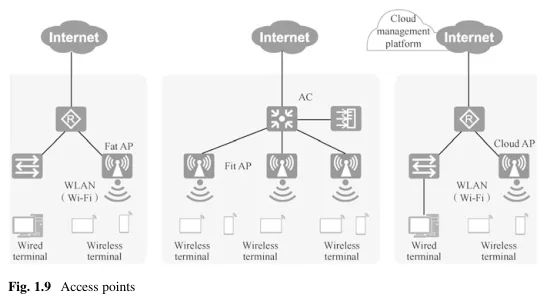 Internet
R
Fat AP
WLAN
( Wi-Fi )
Wired
terminal
Wireless
terminal
Internet
AC
Fit AP
Wireless
terminal
Wireless
terminal
Wireless
terminal
Cloud
management
platform
Internet
R
Cloud AP
WLAN
( Wi-Fi )
Wired
terminal
Wireless
terminal
Fig. 1.9 Access points